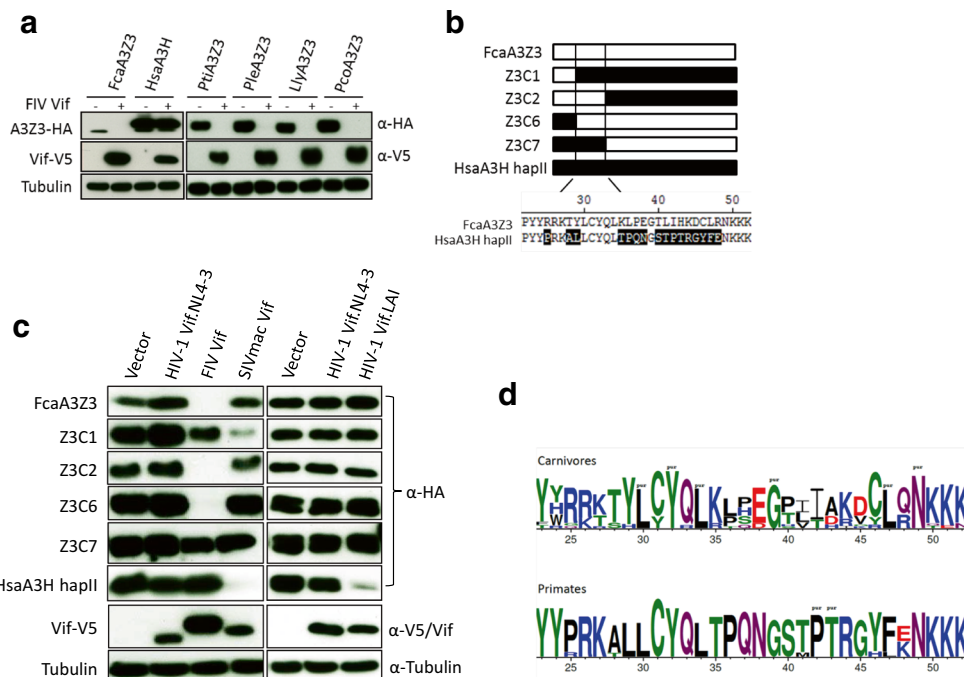 a
FcaA3Z3
HsaA3H
PtiA3Z3
PleA3Z3
LlyA3Z3
PcoA3Z3
FIV Vif - + - + - + - + - + - +
A3Z3-HA α-HA
Vif-V5 α-V5
Tubulin
b
FcaA3Z3
Z3C1
Z3C2
Z3C6
Z3C7
HsaA3H hapII
30 40 50
FcaA3Z3 PYYRRKTYLCYQLKLPEGTLIHKDCLRNKKK
HsaA3H hapII PYYPRKALLCYQLTPQNGSTPTRGYFENKKK
c
Vector
HIV-1 Vif.NL4-3
FIV Vif
SIVmac Vif
Vector
HIV-1 Vif.NL4-3
HIV-1 Vif.LAI
FcaA3Z3
Z3C1
Z3C2
Z3C6
Z3C7
HsaA3H hapII
α-HA
Vif-V5 α-V5/Vif
Tubulin α-Tubulin
d
Carnivores
25 30 35 40 45 50
Primates
YYPRKALLCYQLTPQNGSTPTRGYFENKKK
25 30 35 40 45 50